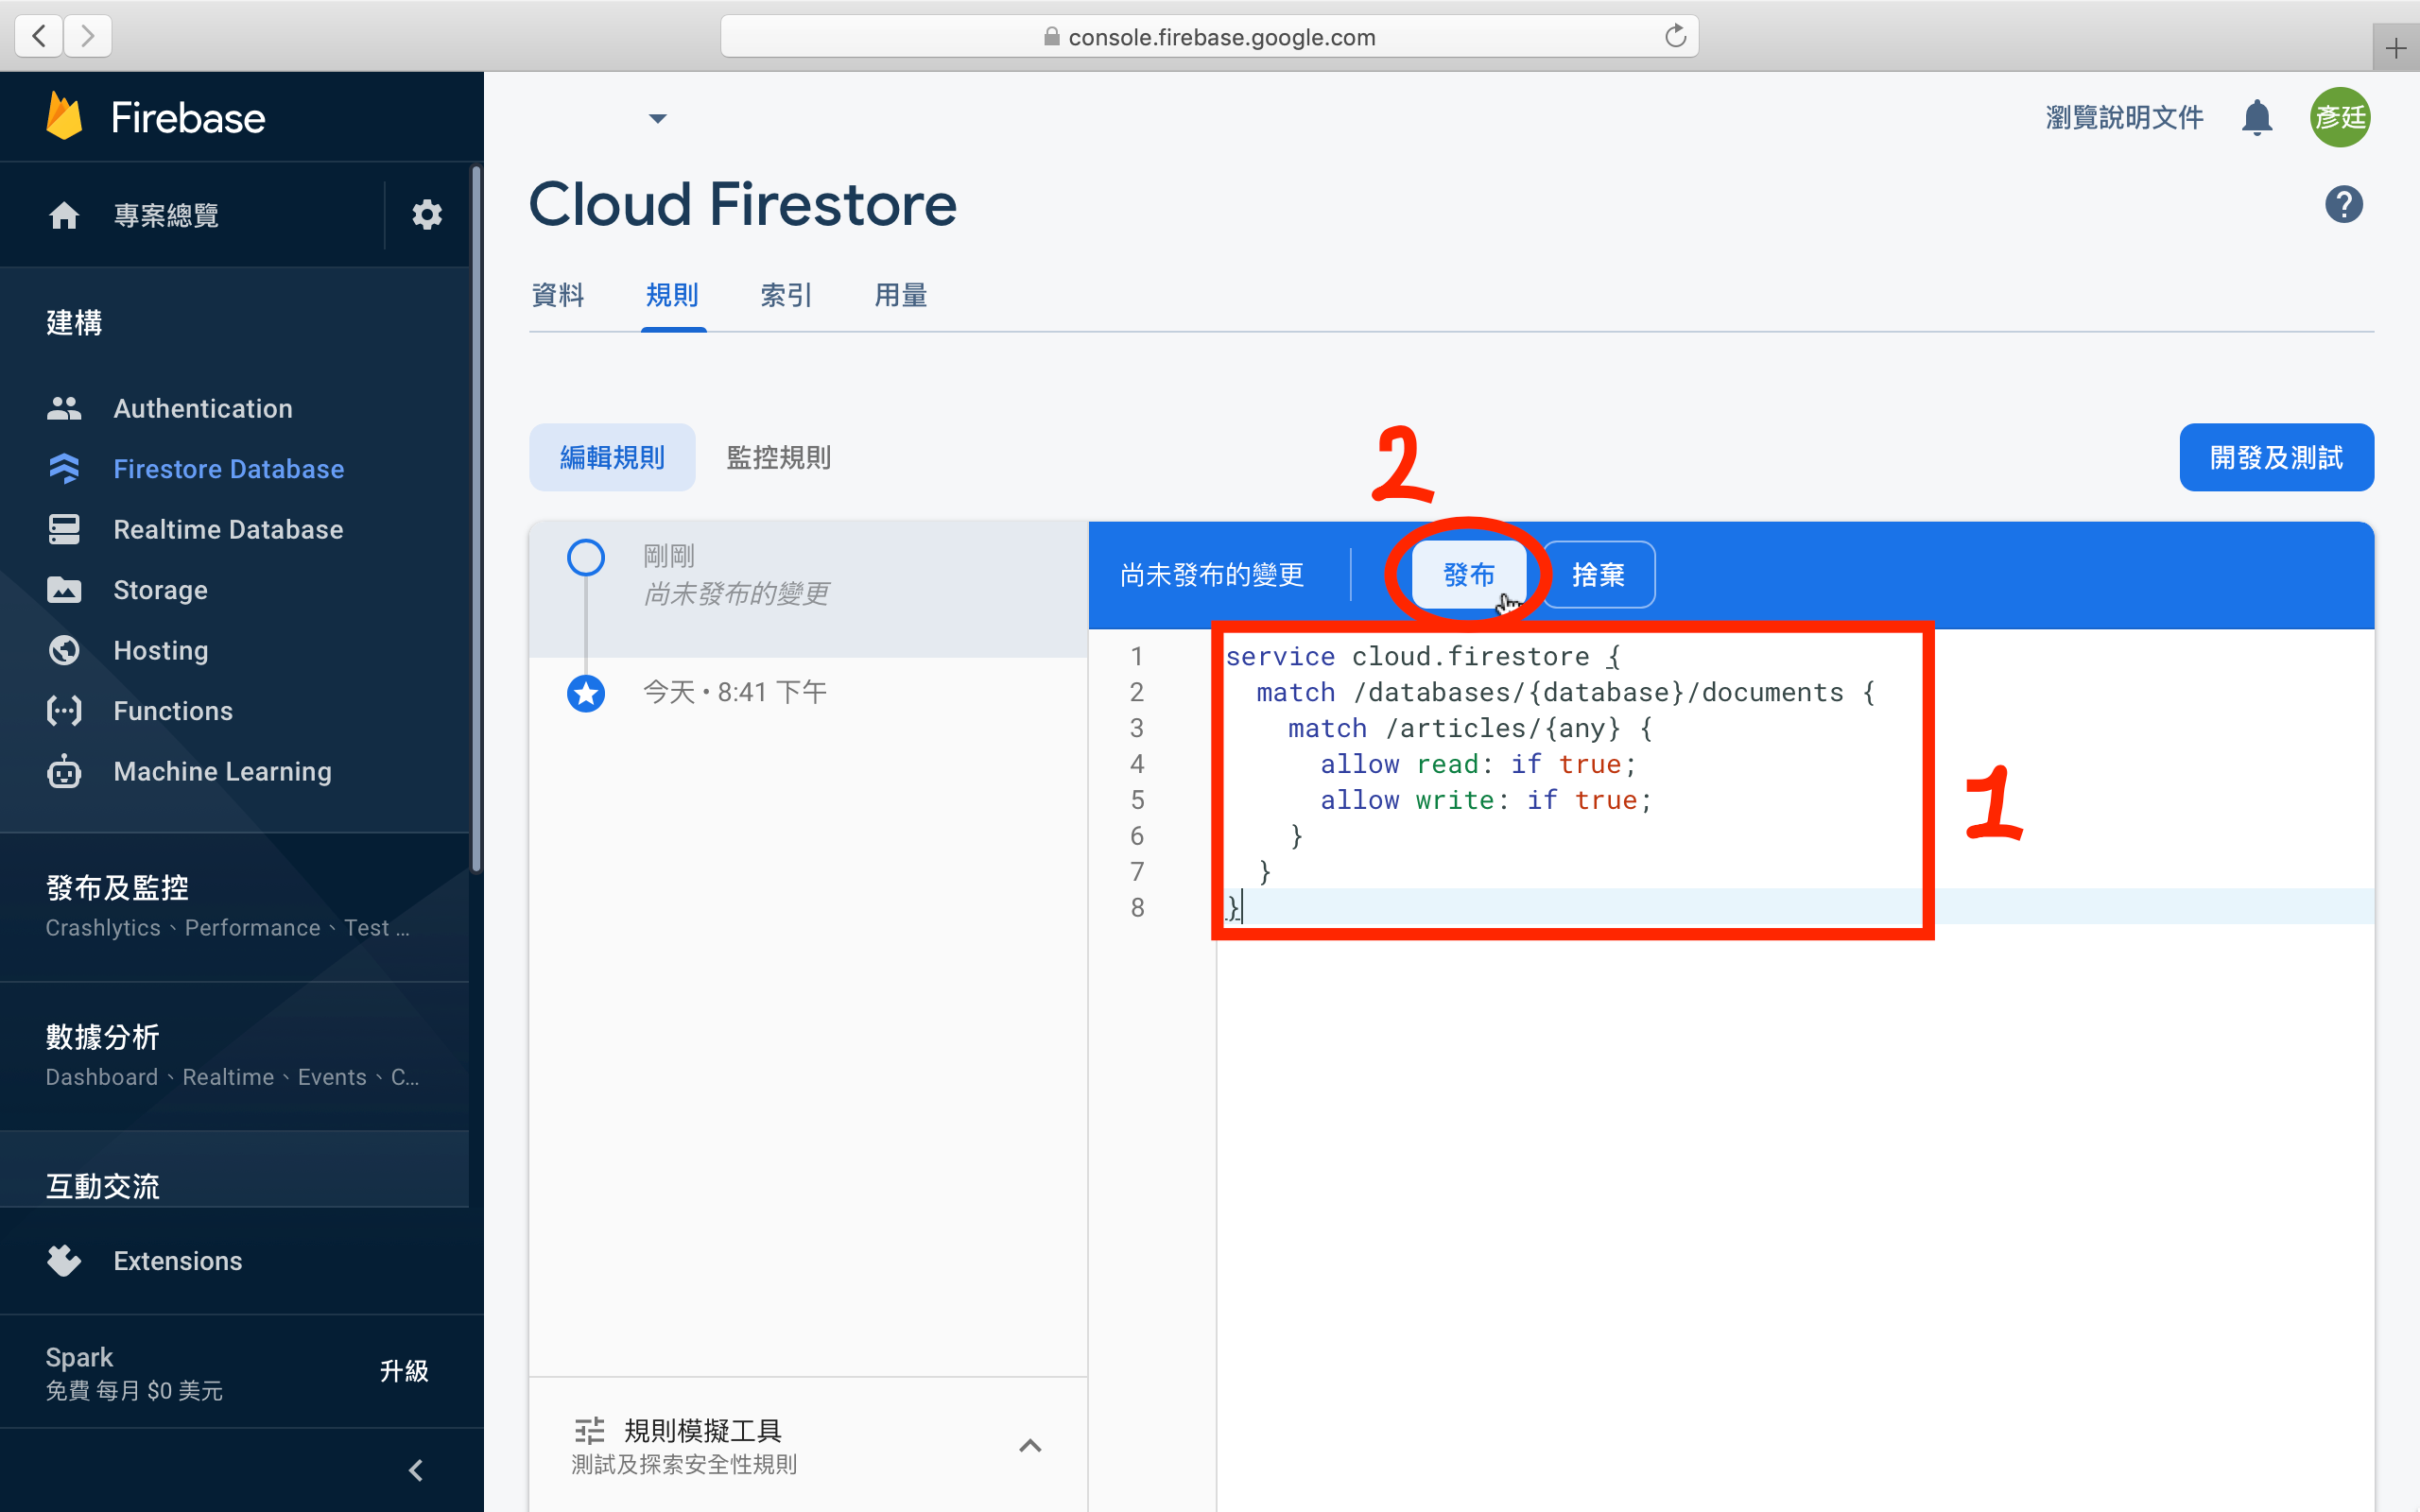 console.firebase.google.com
Firebase
瀏覽說明文件
彥廷
專案總覽
Cloud Firestore
?
資料
規則
索引
用量
建構
Authentication
Firestore Database
Realtime Database
Storage
Hosting
Functions
Machine Learning
發布及監控
Crashlytics、Performance、Test ...
數據分析
Dashboard、Realtime、Events、C...
互動交流
Extensions
Spark
免費 每月 $0 美元
升級
編輯規則
監控規則
2
開發及測試
剛剛
尚未發布的變更
今天 • 8:41 下午
尚未發布的變更
發布
捨棄
1 service cloud.firestore {
2 match /databases/{database}/documents {
3 match /articles/{any} {
4 allow read: if true;
5 allow write: if true;
6 }
7 }
8 }
1
規則模擬工具
測試及探索安全性規則